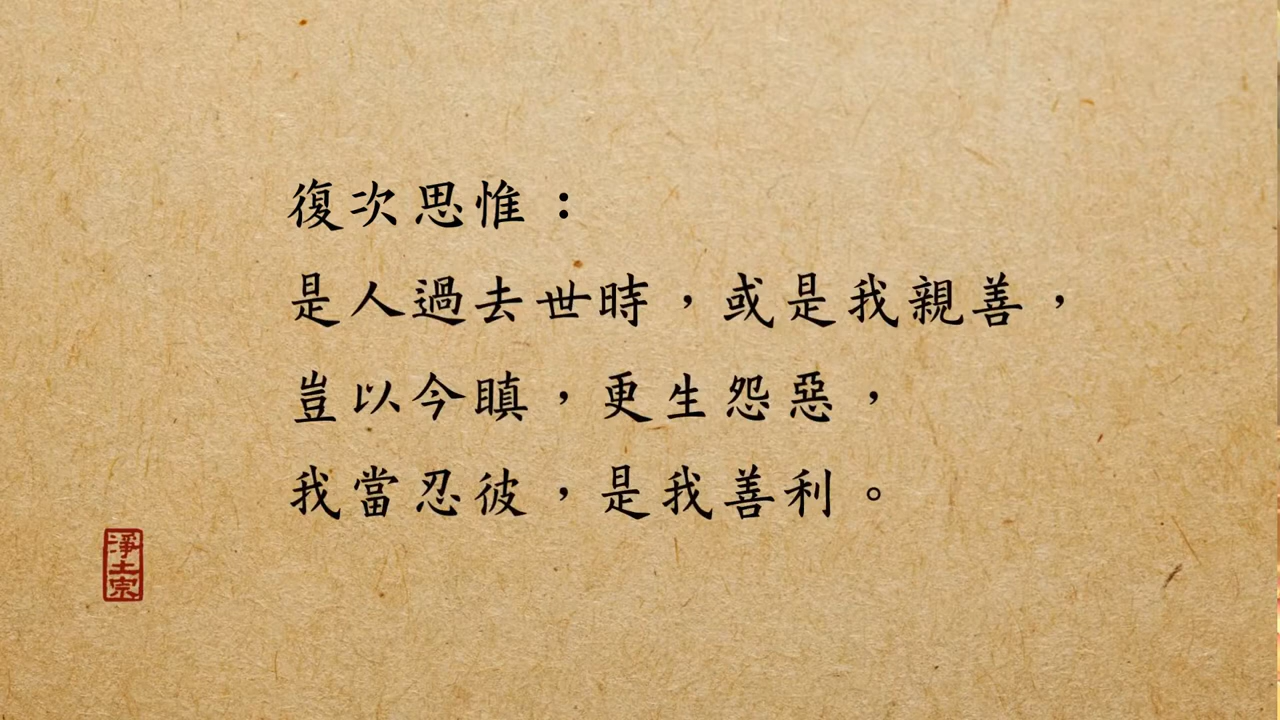 復次思惟：
是人過去世時，或是我親善，
豈以今瞋，更生怨惡，
我當忍彼，是我善利。
淨土宗